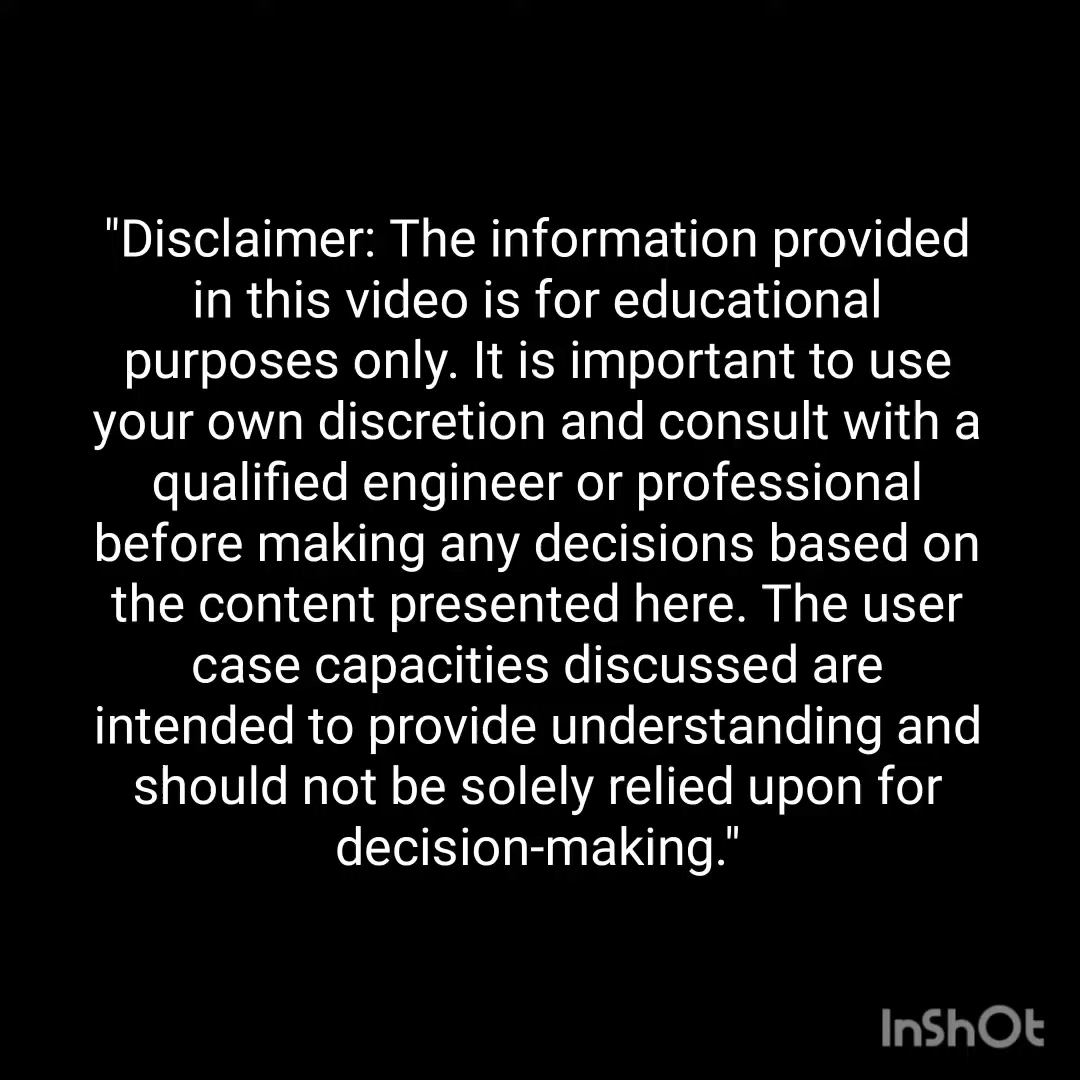 "Disclaimer: The information provided
in this video is for educational
purposes only. It is important to use
your own discretion and consult with a
qualified engineer or professional
before making any decisions based on
the content presented here. The user
case capacities discussed are
intended to provide understanding and
should not be solely relied upon for
decision-making."
InShOt